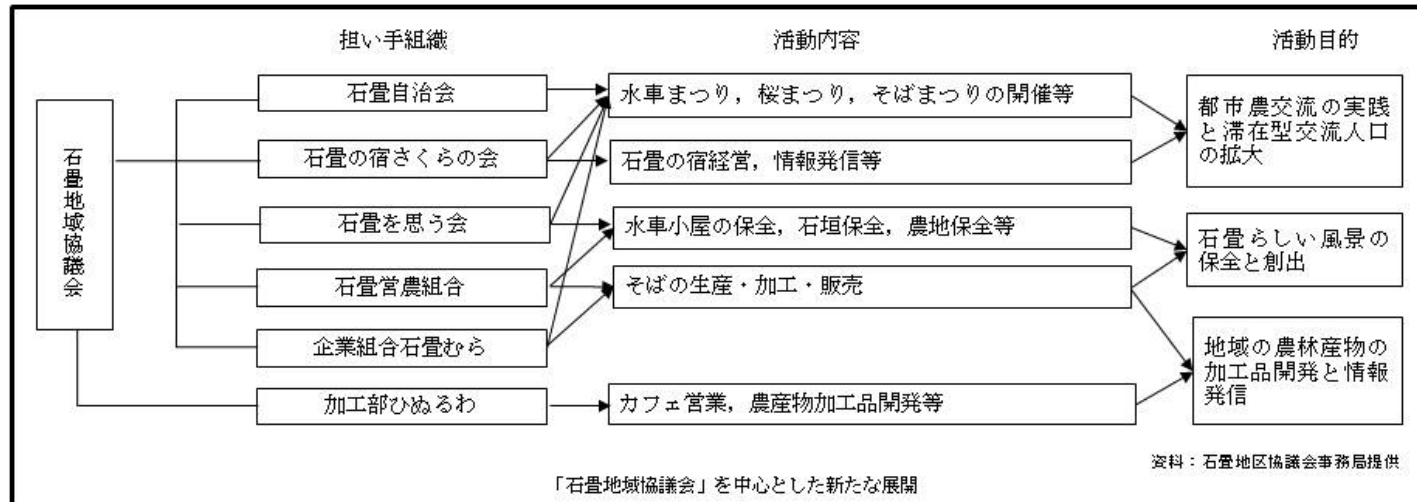 担い手組織
活動内容
活動目的
石畳地域協議会
石畳自治会
石畳の宿さくらの会
石畳を思う会
石畳営農組合
企業組合石畳むら
加工部ひぬるわ
水車まつり，桜まつり，そばまつりの開催等
石畳の宿経営，情報発信等
水車小屋の保全，石垣保全，農地保全等
そばの生産・加工・販売
カフェ営業，農産物加工品開発等
都市農交流の実践
と滞在型交流人口
の拡大
石畳らしい風景の
保全と創出
地域の農林産物の
加工品開発と情報
発信
資料：石畳地区協議会事務局提供
「石畳地域協議会」を中心とした新たな展開